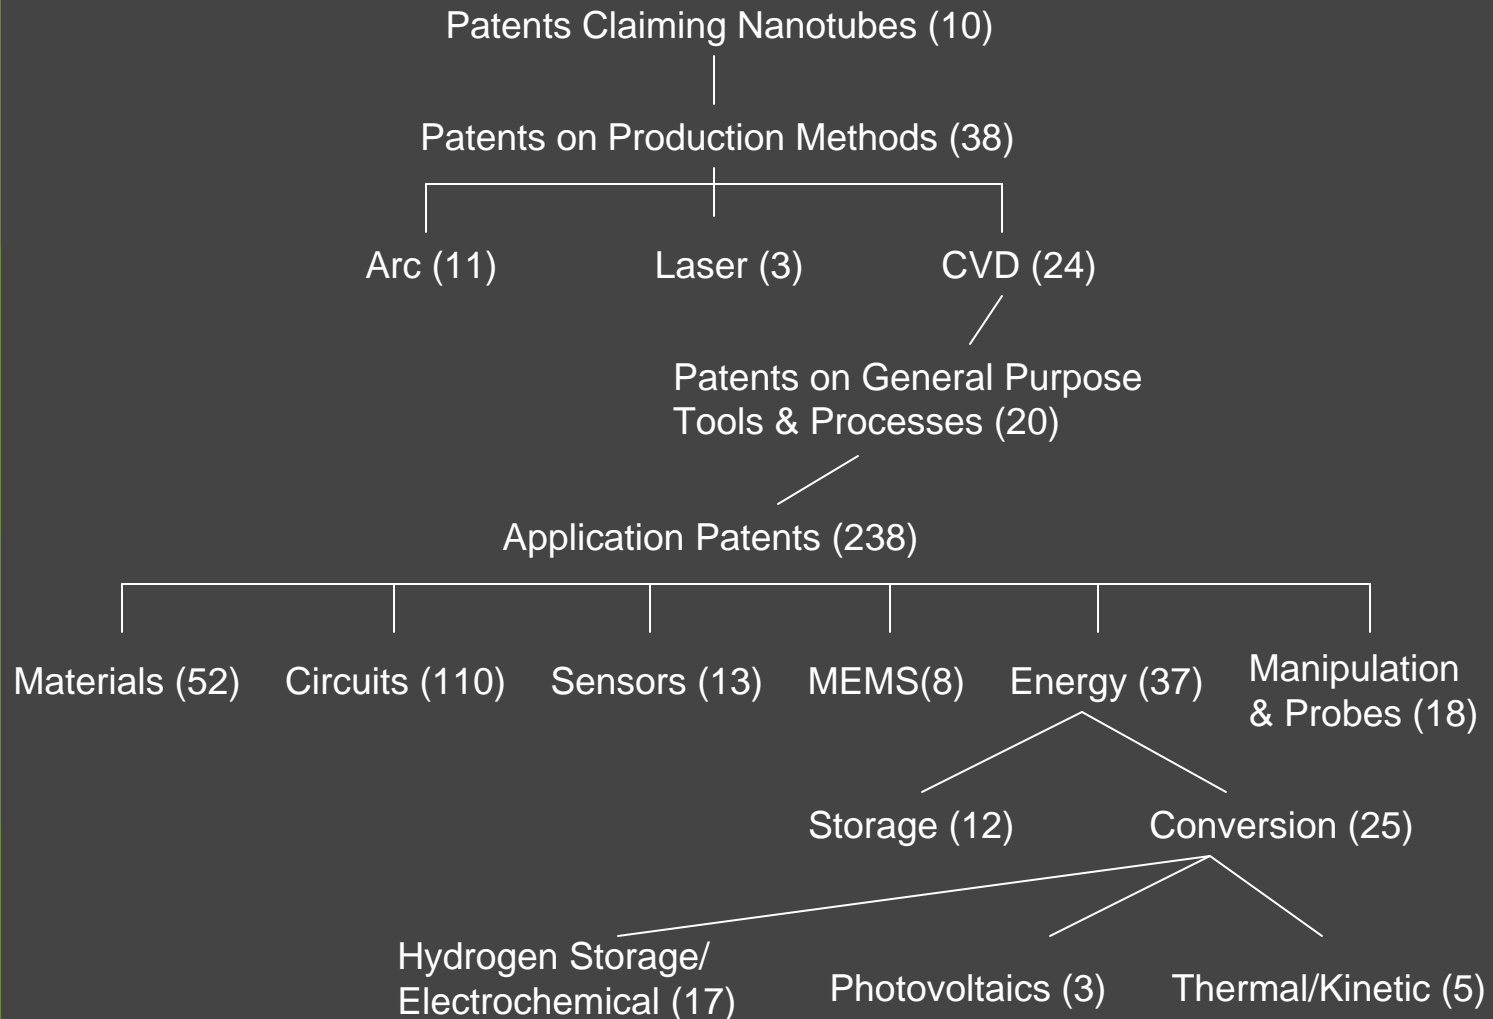 Patents Claiming Nanotubes (10)
Patents on Production Methods (38)
Arc (11)
Laser (3)
CVD (24)
Patents on General Purpose
Tools & Processes (20)
Application Patents (238)
Materials (52)
Circuits (110)
Sensors (13)
MEMS(8)
Energy (37)
Manipulation
& Probes (18)
Storage (12)
Conversion (25)
Hydrogen Storage/
Electrochemical (17)
Photovoltaics (3)
Thermal/Kinetic (5)